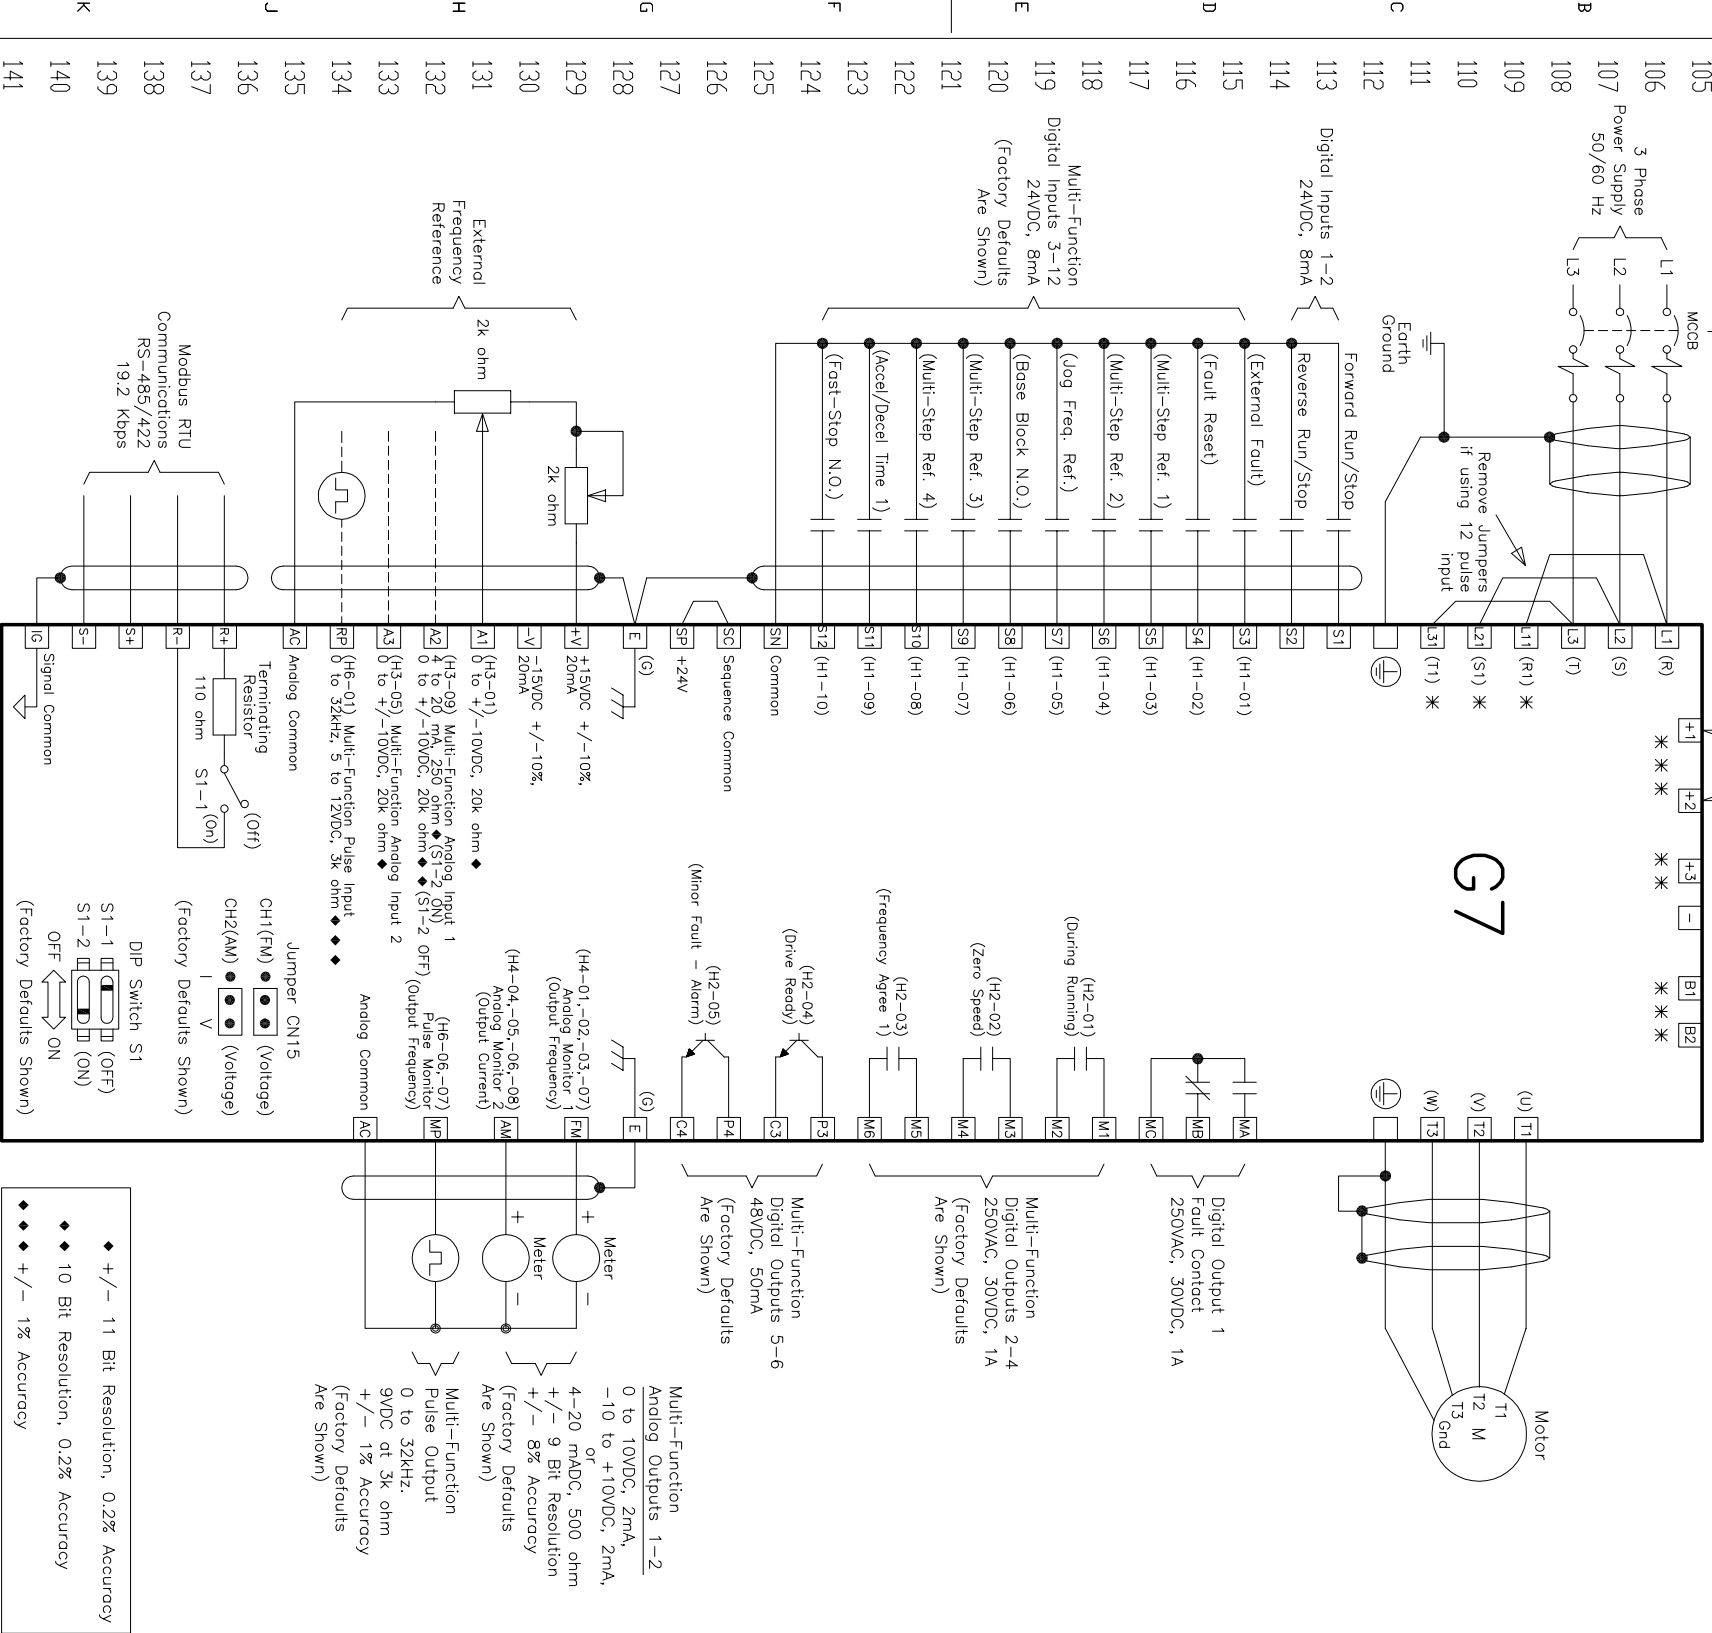 K J H G F E D C B
105
106
107
108
109
110
111
112
113
114
115
116
117
118
119
120
121
122
123
124
125
126
127
128
129
130
131
132
133
134
135
136
137
138
139
140
141
3 Phase
Power Supply
50/60 Hz
L1
L2
L3
MCCB
Earth
Ground
Remove Jumpers
if using 12 pulse
input
Digital Inputs 1-2
24VDC, 8mA
Forward Run/Stop
Reverse Run/Stop
Multi-Function
Digital Inputs 3-12
24VDC, 8mA
(Factory Defaults
Are Shown)
(External Fault)
(Fault Reset)
(Multi-Step Ref. 1)
(Multi-Step Ref. 2)
(Jog Freq. Ref.)
(Base Block N.O.)
(Multi-Step Ref. 3)
(Multi-Step Ref. 4)
(Accel/Decel Time 1)
(Fast-Stop N.O.)
External
Frequency
Reference
2k ohm
2k ohm
Modbus RTU
Communications
RS-485/422
19.2 Kbps
L1 (R)
L2 (S)
L3 (T)
L11 (R1) *
L21 (S1) *
L31 (T1) *
S1
S2
S3 (H1-01)
S4 (H1-02)
S5 (H1-03)
S6 (H1-04)
S7 (H1-05)
S8 (H1-06)
S9 (H1-07)
S10 (H1-08)
S11 (H1-09)
S12 (H1-10)
SN Common
SC Sequence Common
SP +24V
E (G)
+V +15VDC +/-10%,
20mA
-V -15VDC +/-10%,
20mA
A1 (H3-01)
0 to +/-10VDC, 20k ohm ◆
A2 (H3-09) Multi-Function Analog Input 1
4 to 20 mA, 250 ohm ◆ (S1-2 ON)
0 to +/-10VDC, 20k ohm ◆ ◆ (S1-2 OFF)
A3 (H3-05) Multi-Function Analog Input 2
0 to +/-10VDC, 20k ohm ◆
RP (H6-01) Multi-Function Pulse Input
0 to 32kHz, 5 to 12VDC, 3k ohm ◆ ◆ ◆
AC Analog Common
R+
R-
S+
S-
IG Signal Common
Terminating
Resistor
110 ohm
S1-1
(Off)
(On)
+1
* * *
+2
+3
* *
-
B1
* * *
B2
G7
Jumper CN15
CH1(FM) (Voltage)
CH2(AM) (Voltage)
I V
(Factory Defaults Shown)
DIP Switch S1
S1-1 (OFF)
S1-2 (ON)
OFF ON
(Factory Defaults Shown)
(U) T1
(V) T2
(W) T3
MA
MB
MC
(H2-01)
(During Running)
M1
M2
(H2-02)
(Zero Speed)
M3
M4
(H2-03)
(Frequency Agree 1)
M5
M6
(H2-04)
(Drive Ready)
P3
C3
(H2-05)
(Minor Fault - Alarm)
P4
C4
(G) E
(H4-01,-02,-03,-07)
Analog Monitor 1
(Output Frequency)
FM
(H4-04,-05,-06,-08)
Analog Monitor 2
(Output Current)
AM
(H6-06,-07)
Pulse Monitor
(Output Frequency)
MP
Analog Common
AC
Motor
T1
T2 M
T3
Gnd
Digital Output 1
Fault Contact
250VAC, 30VDC, 1A
Multi-Function
Digital Outputs 2-4
250VAC, 30VDC, 1A
(Factory Defaults
Are Shown)
Multi-Function
Digital Outputs 5-6
48VDC, 50mA
(Factory Defaults
Are Shown)
+ Meter -
+ Meter -
Multi-Function
Analog Outputs 1-2
0 to 10VDC, 2mA,
or
-10 to +10VDC, 2mA,
4-20 mADC, 500 ohm
+/- 9 Bit Resolution
+/- 8% Accuracy
(Factory Defaults
Are Shown)
Multi-Function
Pulse Output
0 to 32kHz.
9VDC at 3k ohm
+/- 1% Accuracy
(Factory Defaults
Are Shown)
◆ +/- 11 Bit Resolution, 0.2% Accuracy
◆ ◆ 10 Bit Resolution, 0.2% Accuracy
◆ ◆ ◆ +/- 1% Accuracy